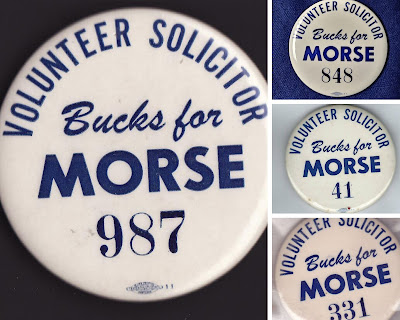 VOLUNTEER SOLICITOR
Bucks for
MORSE
987
VOLUNTEER SOLICITOR
Bucks for
MORSE
848
VOLUNTEER SOLICITOR
Bucks for
MORSE
41
VOLUNTEER SOLICITOR
Bucks for
MORSE
331